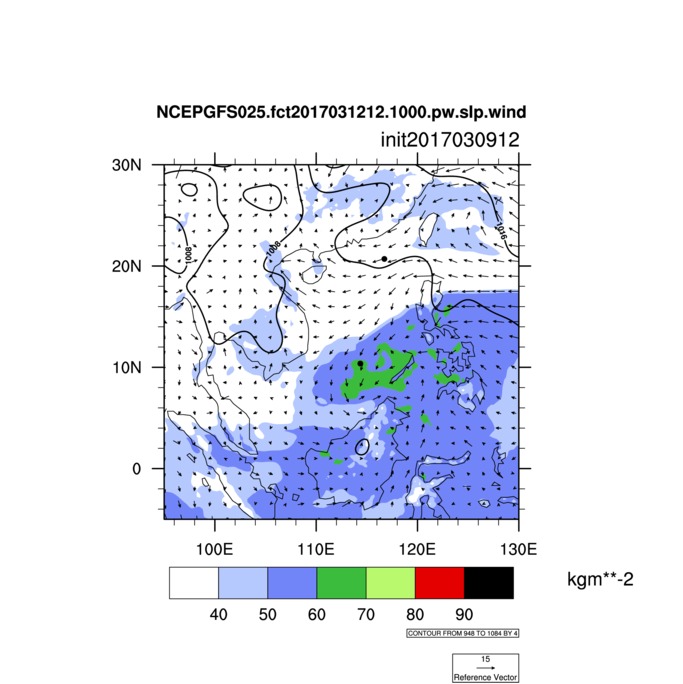 NCEPGFS025.fct2017031212.1000.pw.slp.wind
init2017030912
30N
20N
10N
0
100E 110E 120E 130E
1008
1008
1016
40 50 60 70 80 90
kgm**-2
CONTOUR FROM 948 TO 1084 BY 4
15
Reference Vector